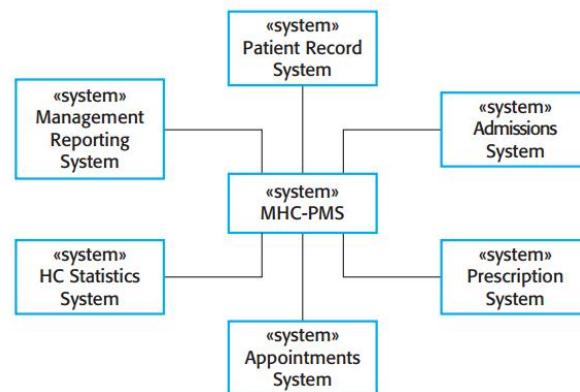 «system»
Patient Record
System
«system»
Management
Reporting
System
«system»
Admissions
System
«system»
MHC-PMS
«system»
HC Statistics
System
«system»
Prescription
System
«system»
Appointments
System